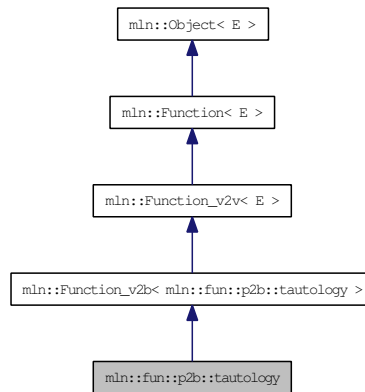 mln::Object< E >
mln::Function< E >
mln::Function_v2v< E >
mln::Function_v2b< mln::fun::p2b::tautology >
mln::fun::p2b::tautology